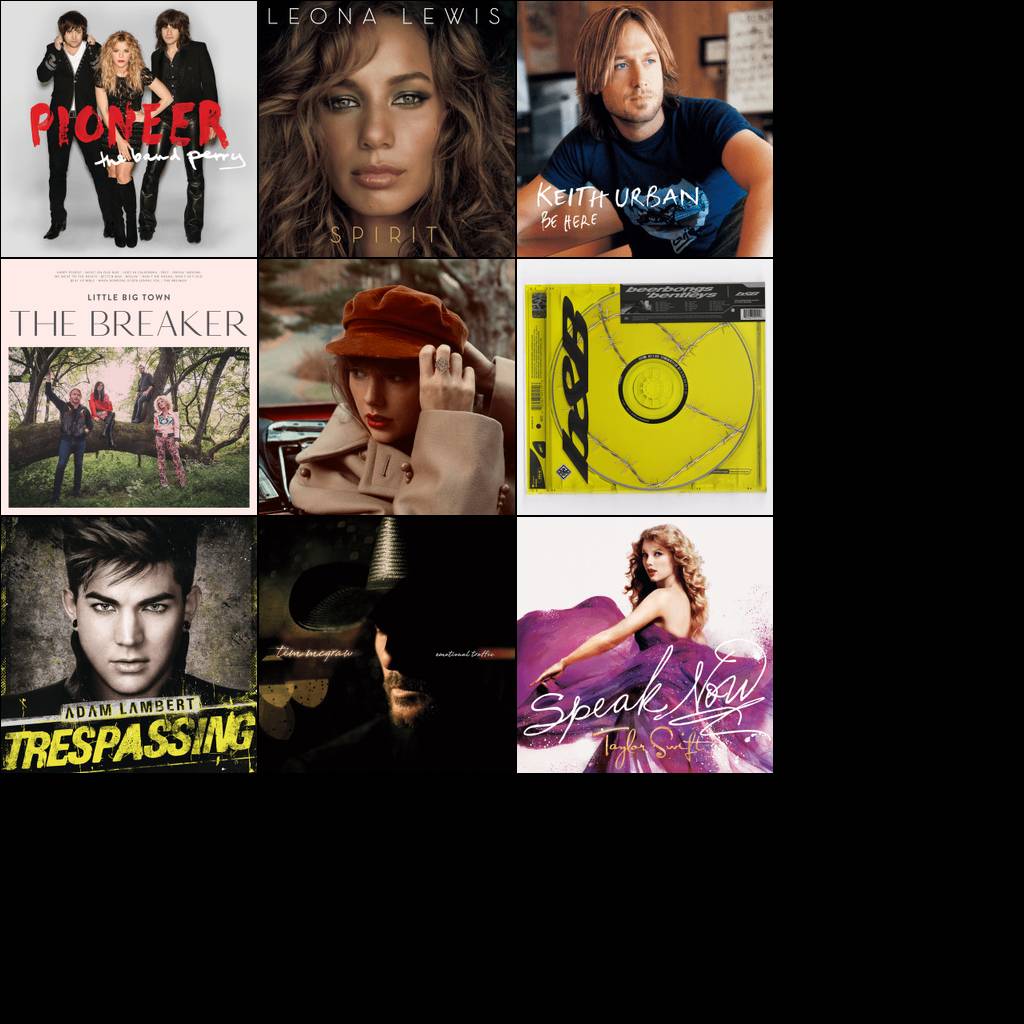 PIONEER
the band perry
LEONA LEWIS
SPIRIT
KEITH URBAN
BE HERE
LITTLE BIG TOWN
THE BREAKER
beerbongs
bentleys
ADAM LAMBERT
TRESPASSING
tim mcgraw
emotional traffic
Speak Now
Taylor Swift